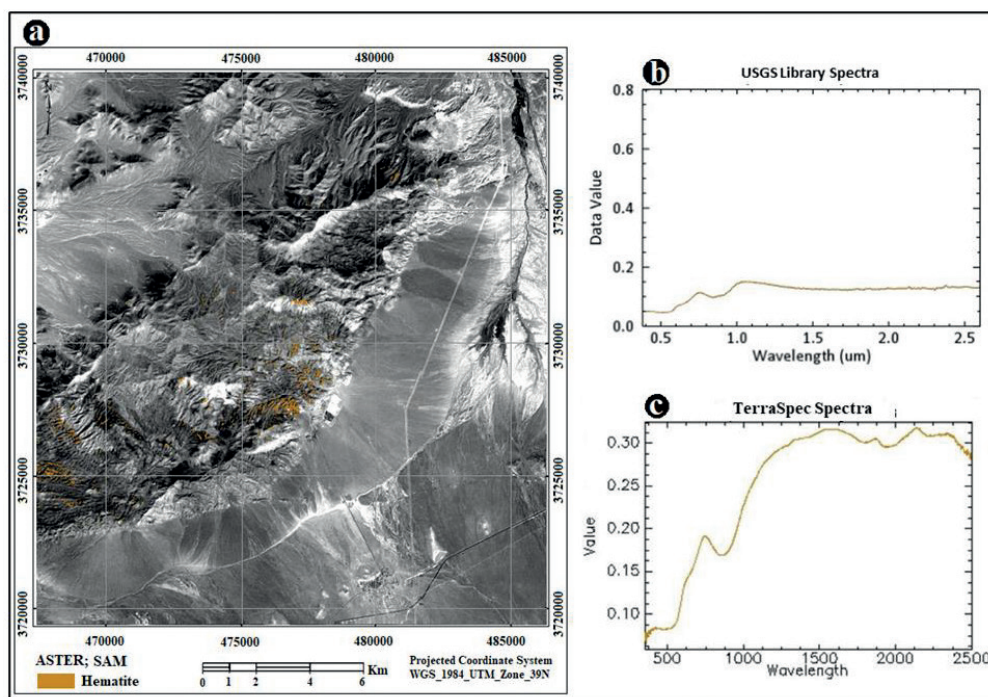 a
470000 475000 480000 485000
3740000
3735000
3730000
3725000
3720000
3740000
3735000
3730000
3725000
3720000
470000 475000 480000 485000
ASTER; SAM
Hematite
0 1 2 4 6
Km
Projected Coordinate System
WGS_1984_UTM_Zone_39N
b
USGS Library Spectra
Data Value
0.8
0.6
0.4
0.2
0.0
0.5 1.0 1.5 2.0 2.5
Wavelength (um)
c
TerraSpec Spectra
Value
0.30
0.25
0.20
0.15
0.10
500 1000 1500 2000 2500
Wavelength